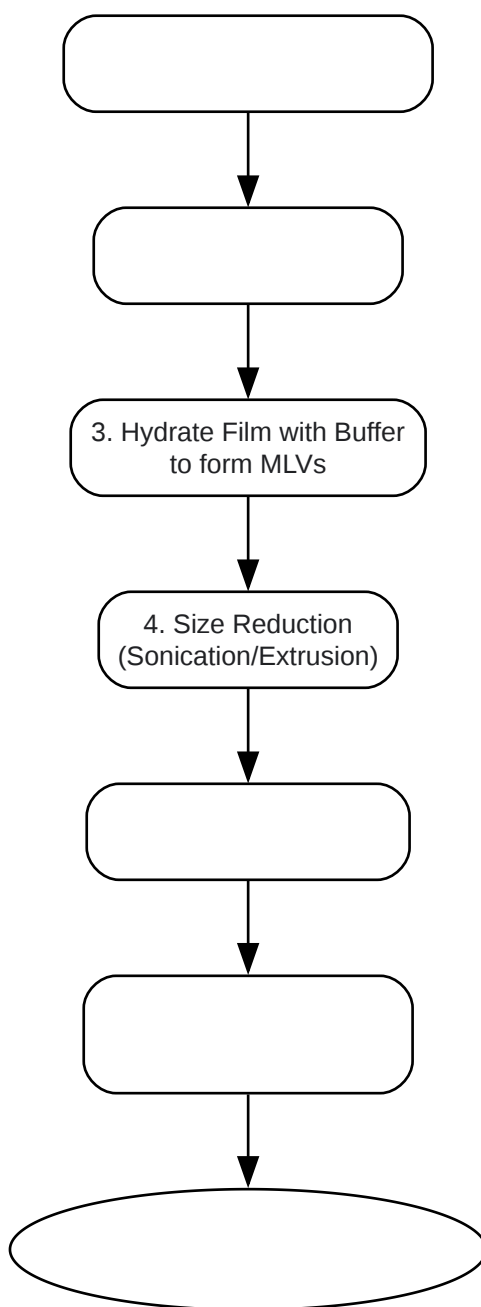 3. Hydrate Film with Buffer
to form MLVs
4. Size Reduction
(Sonication/Extrusion)